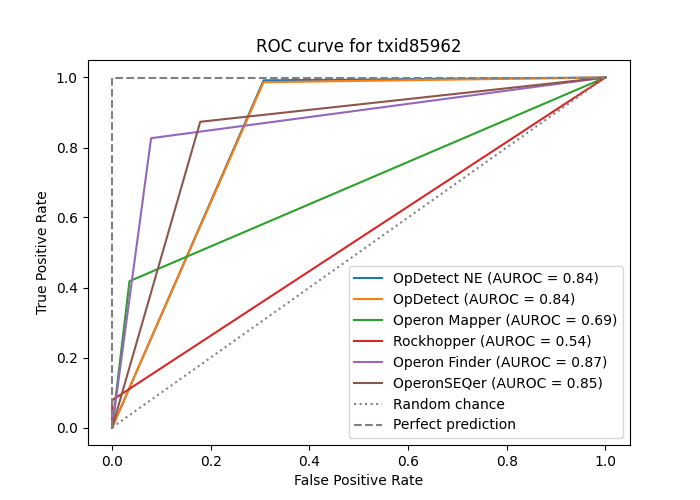 ROC curve for txid85962
True Positive Rate
1.0
0.8
0.6
0.4
0.2
0.0
OpDetect NE (AUROC = 0.84)
OpDetect (AUROC = 0.84)
Operon Mapper (AUROC = 0.69)
Rockhopper (AUROC = 0.54)
Operon Finder (AUROC = 0.87)
OperonSEQer (AUROC = 0.85)
Random chance
Perfect prediction
0.0 0.2 0.4 0.6 0.8 1.0
False Positive Rate